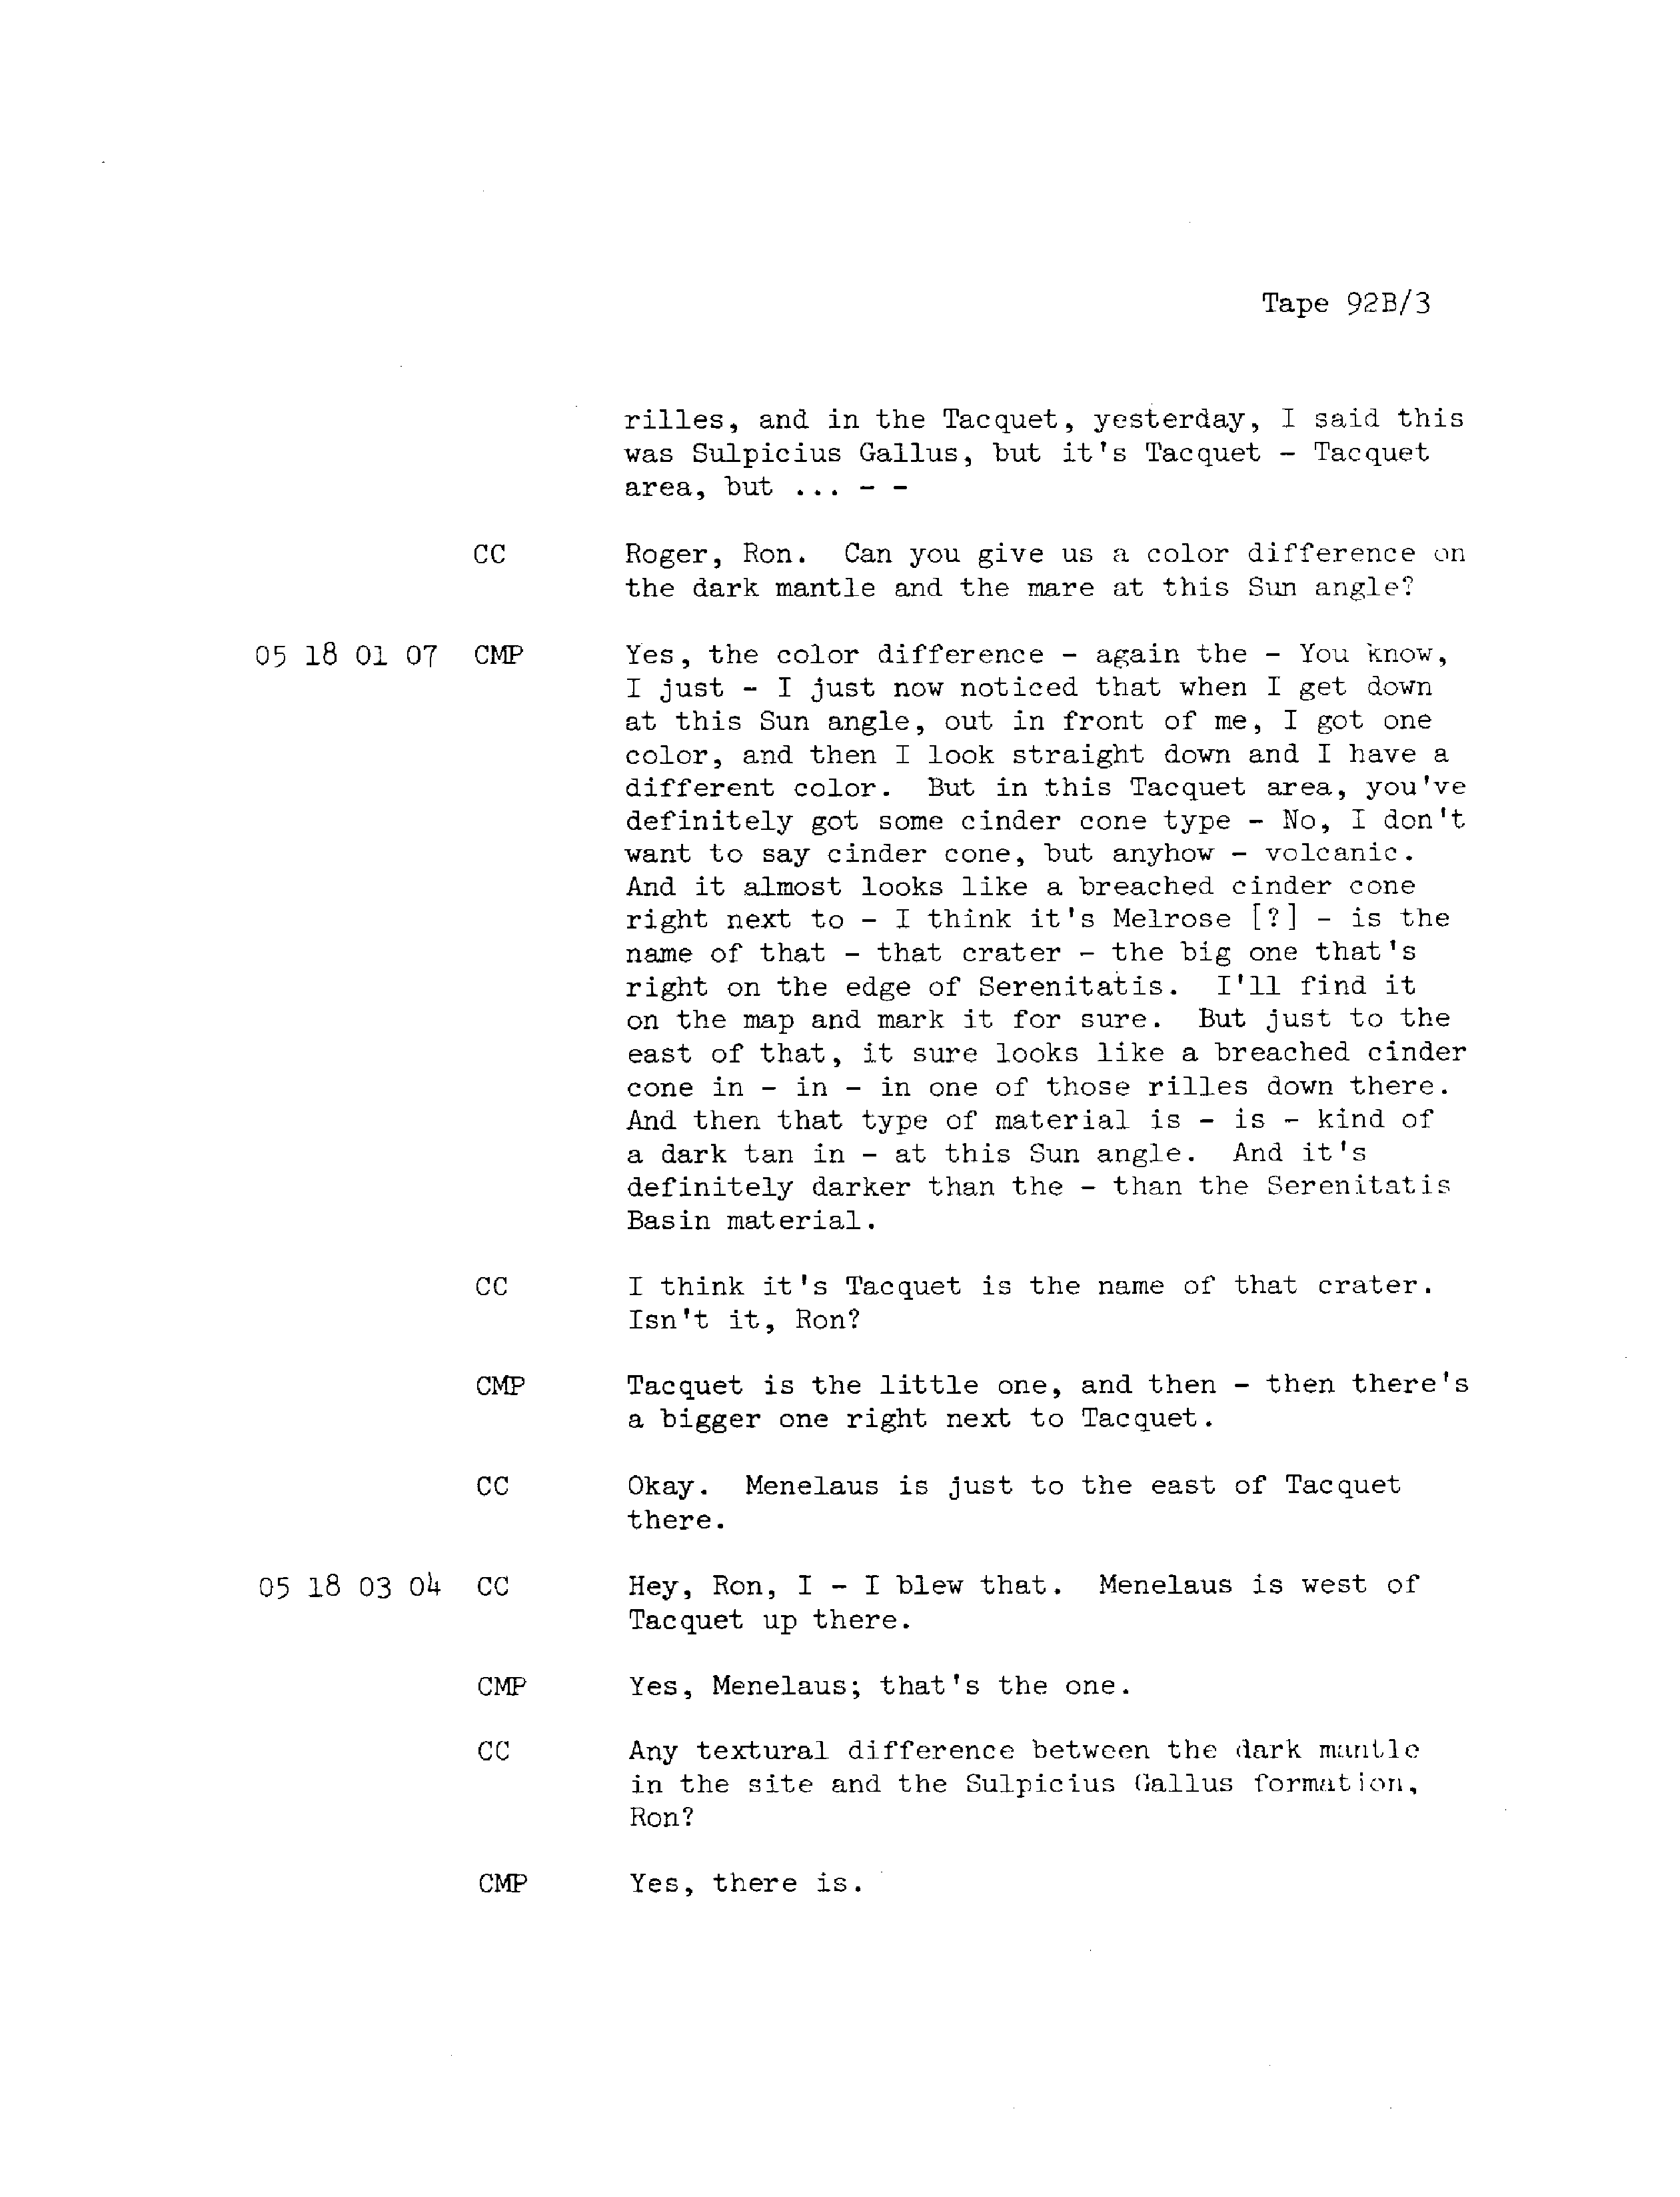 Tape 92B/3
rilles, and in the Tacquet, yesterday, I said this
was Sulpicius Gallus, but it's Tacquet - Tacquet
area, but ... - -
CC Roger, Ron. Can you give us a color difference on
the dark mantle and the mare at this Sun angle?
05 18 01 07 CMP Yes, the color difference - again the - You know,
I just - I just now noticed that when I get down
at this Sun angle, out in front of me, I got one
color, and then I look straight down and I have a
different color. But in this Tacquet area, you've
definitely got some cinder cone type - No, I don't
want to say cinder cone, but anyhow - volcanic.
And it almost looks like a breached cinder cone
right next to - I think it's Melrose [?] - is the
name of that - that crater - the big one that's
right on the edge of Serenitatis. I'll find it
on the map and mark it for sure. But just to the
east of that, it sure looks like a breached cinder
cone in - in - in one of those rilles down there.
And then that type of material is - is - kind of
a dark tan in - at this Sun angle. And it's
definitely darker than the - than the Serenitatis
Basin material.
CC I think it's Tacquet is the name of that crater.
Isn't it, Ron?
CMP Tacquet is the little one, and then - then there's
a bigger one right next to Tacquet.
CC Okay. Menelaus is just to the east of Tacquet
there.
05 18 03 04 CC Hey, Ron, I - I blew that. Menelaus is west of
Tacquet up there.
CMP Yes, Menelaus; that's the one.
CC Any textural difference between the dark mantle
in the site and the Sulpicius Gallus formation,
Ron?
CMP Yes, there is.